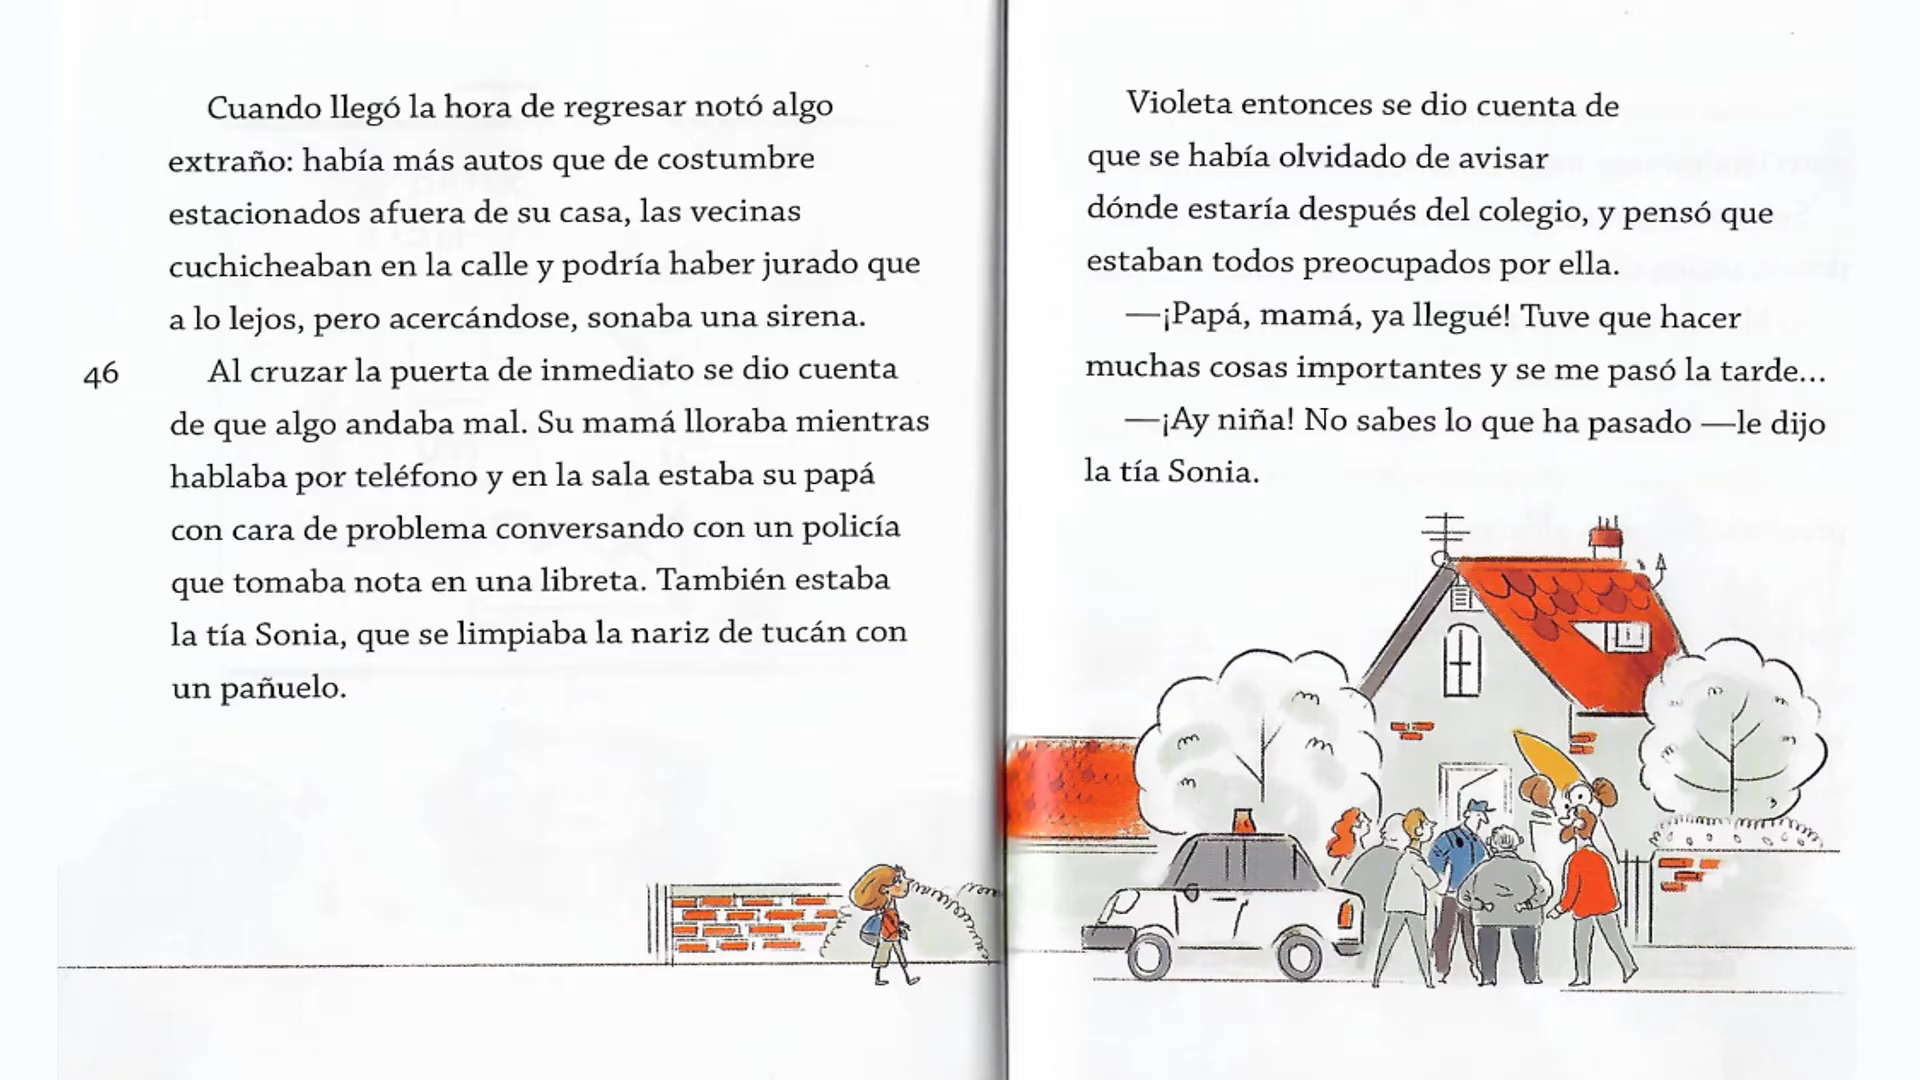 Cuando llegó la hora de regresar notó algo
extraño: había más autos que de costumbre
estacionados afuera de su casa, las vecinas
cuchicheaban en la calle y podría haber jurado que
a lo lejos, pero acercándose, sonaba una sirena.
46
Al cruzar la puerta de inmediato se dio cuenta
de que algo andaba mal. Su mamá lloraba mientras
hablaba por teléfono y en la sala estaba su papá
con cara de problema conversando con un policía
que tomaba nota en una libreta. También estaba
la tía Sonia, que se limpiaba la nariz de tucán con
un pañuelo.
Violeta entonces se dio cuenta de
que se había olvidado de avisar
dónde estaría después del colegio, y pensó que
estaban todos preocupados por ella.
—¡Papá, mamá, ya llegué! Tuve que hacer
muchas cosas importantes y se me pasó la tarde...
—¡Ay niña! No sabes lo que ha pasado —le dijo
la tía Sonia.